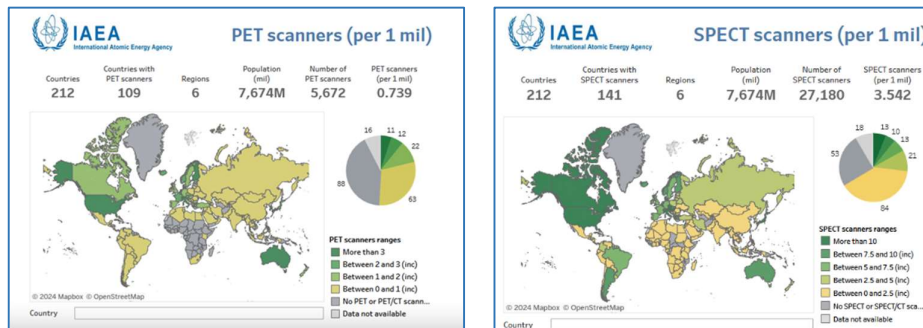 IAEA
International Atomic Energy Agency
PET scanners (per 1 mil)
Countries
212
Countries with
PET scanners
109
Regions
6
Population
(mil)
7,674M
Number of
PET scanners
5,672
PET scanners
(per 1 mil)
0.739
16
11
12
22
63
88
PET scanners ranges
More than 3
Between 2 and 3 (inc)
Between 1 and 2 (inc)
Between 0 and 1 (inc)
No PET or PET/CT scann...
Data not available
© 2024 Mapbox © OpenStreetMap
Country
IAEA
International Atomic Energy Agency
SPECT scanners (per 1 mil)
Countries
212
Countries with
SPECT scanners
141
Regions
6
Population
(mil)
7,674M
Number of
SPECT scanners
27,180
SPECT scanners
(per 1 mil)
3.542
18
13
10
13
21
84
53
SPECT scanners ranges
More than 10
Between 7.5 and 10 (inc)
Between 5 and 7.5 (inc)
Between 2.5 and 5 (inc)
Between 0 and 2.5 (inc)
No SPECT or SPECT/CT sca...
Data not available
© 2024 Mapbox © OpenStreetMap
Country